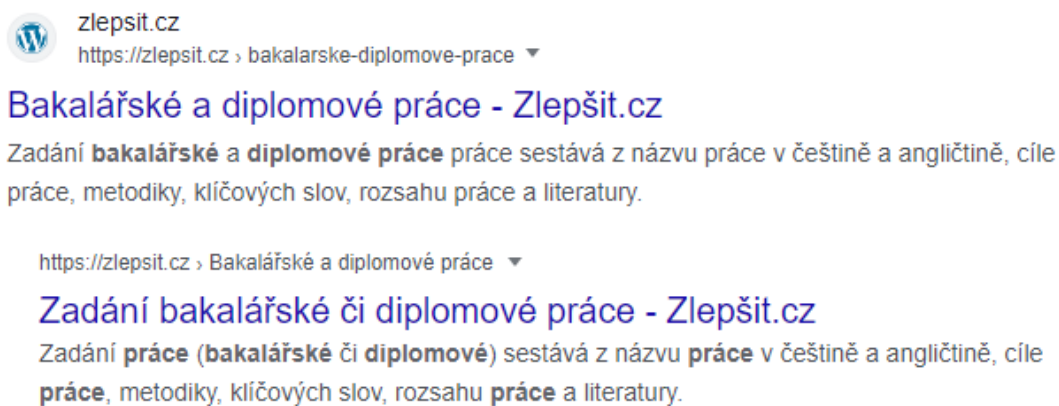 zlepsit.cz
https://zlepsit.cz › bakalarske-diplomove-prace
Bakalářské a diplomové práce - Zlepšit.cz
Zadání bakalářské a diplomové práce práce sestává z názvu práce v češtině a angličtině, cíle
práce, metodiky, klíčových slov, rozsahu práce a literatury.
https://zlepsit.cz › Bakalářské a diplomové práce
Zadání bakalářské či diplomové práce - Zlepšit.cz
Zadání práce (bakalářské či diplomové) sestává z názvu práce v češtině a angličtině, cíle
práce, metodiky, klíčových slov, rozsahu práce a literatury.